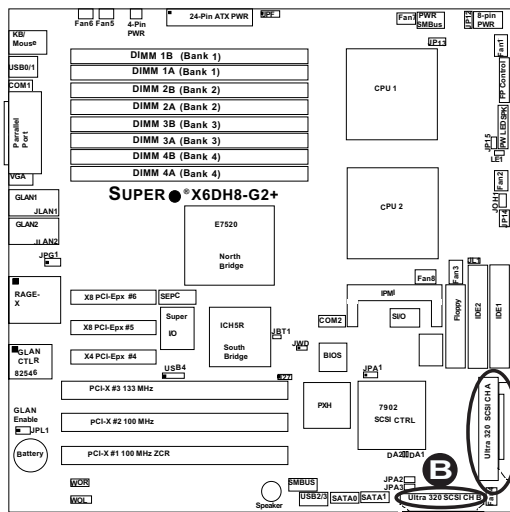 Fan6 Fan5
4-Pin
PWR
24-Pin ATX PWR
JPF
Fan7
PWR
SMBus
JP12
8-pin
PWR
KB/
Mouse
USB0/1
COM1
Parrallel
Port
VGA
GLAN1
JLAN1
GLAN2
JLAN2
JPG1
DIMM 1B (Bank 1)
DIMM 1A (Bank 1)
DIMM 2B (Bank 2)
DIMM 2A (Bank 2)
DIMM 3B (Bank 3)
DIMM 3A (Bank 3)
DIMM 4B (Bank 4)
DIMM 4A (Bank 4)
SUPER ● ® X6DH8-G2+
JP13
CPU 1
CPU 2
Fan1
FP Control
PW LED SPK
JP15
LE1
Fan2
JOH1
JP14
E7520
North
Bridge
RAGE-
X
X8 PCI-Epx #6
X8 PCI-Epx #5
X4 PCI-Epx #4
SEPC
Super
I/O
ICH5R
South
Bridge
JBT1
JWD
COM2
BIOS
IPMI
SI/O
Fan8
Fan3
JL1
Floppy
IDE2
IDE1
GLAN
CTLR
82546
USB4
JPA1
PCI-X #3 133 MHz
PCI-X #2 100 MHz
PCI-X #1 100 MHz ZCR
GLAN
Enable
JPL1
Battery
PXH
7902
SCSI CTRL
DA2 DA1
Ultra 320 SCSI CH A
B
JPA2
JPA3
WOR
WOL
Speaker
SMBUS
USB2/3
SATA0
SATA1
Ultra 320 SCSI CH B